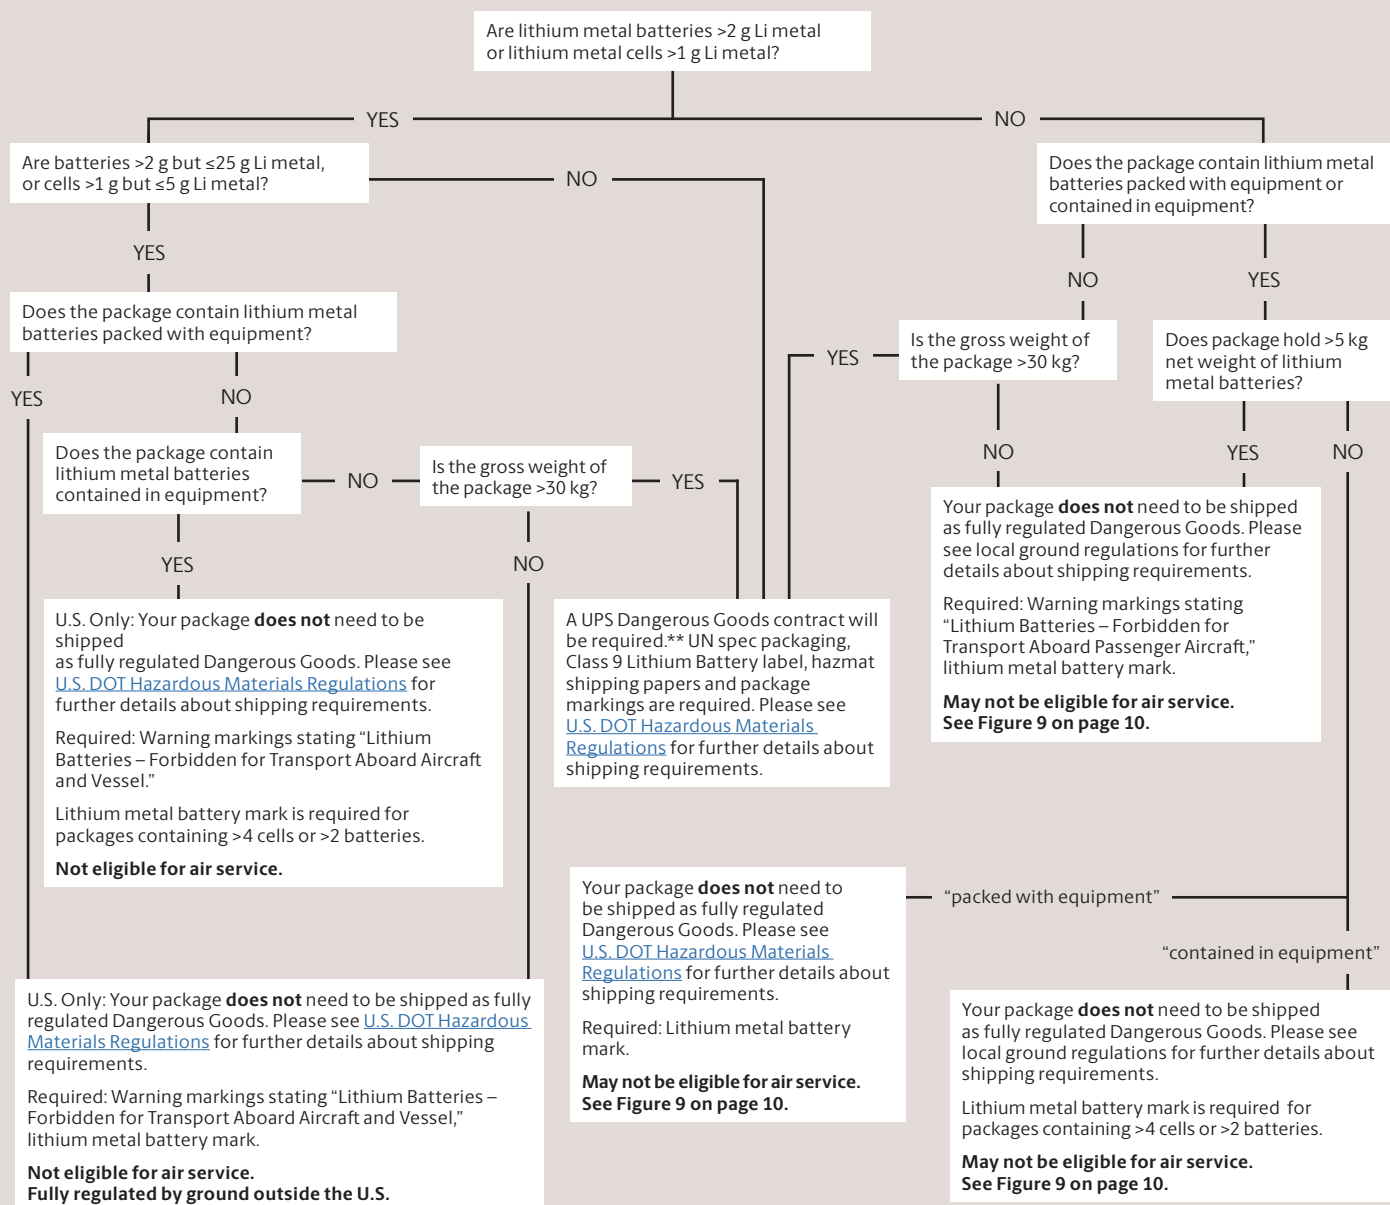 Are lithium metal batteries >2 g Li metal
or lithium metal cells >1 g Li metal?
YES
NO
Are batteries >2 g but ≤25 g Li metal,
or cells >1 g but ≤5 g Li metal?
NO
Does the package contain lithium metal
batteries packed with equipment or
contained in equipment?
YES
NO
YES
Does the package contain lithium metal
batteries packed with equipment?
YES
Is the gross weight of
the package >30 kg?
Does package hold >5 kg
net weight of lithium
metal batteries?
YES
NO
Does the package contain
lithium metal batteries
contained in equipment?
NO
Is the gross weight of
the package >30 kg?
YES
NO
YES
NO
YES
NO
Your package does not need to be shipped
as fully regulated Dangerous Goods. Please
see local ground regulations for further
details about shipping requirements.
Required: Warning markings stating
“Lithium Batteries – Forbidden for
Transport Aboard Passenger Aircraft,”
lithium metal battery mark.
May not be eligible for air service.
See Figure 9 on page 10.
U.S. Only: Your package does not need to be
shipped
as fully regulated Dangerous Goods. Please see
U.S. DOT Hazardous Materials Regulations for
further details about shipping requirements.
Required: Warning markings stating “Lithium
Batteries – Forbidden for Transport Aboard Aircraft
and Vessel.”
Lithium metal battery mark is required for
packages containing >4 cells or >2 batteries.
Not eligible for air service.
A UPS Dangerous Goods contract will
be required.** UN spec packaging,
Class 9 Lithium Battery label, hazmat
shipping papers and package
markings are required. Please see
U.S. DOT Hazardous Materials
Regulations for further details about
shipping requirements.
Your package does not need to
be shipped as fully regulated
Dangerous Goods. Please see
U.S. DOT Hazardous Materials
Regulations for further details about
shipping requirements.
Required: Lithium metal battery
mark.
May not be eligible for air service.
See Figure 9 on page 10.
“packed with equipment”
“contained in equipment”
U.S. Only: Your package does not need to be shipped as fully
regulated Dangerous Goods. Please see U.S. DOT Hazardous
Materials Regulations for further details about shipping
requirements.
Required: Warning markings stating “Lithium Batteries –
Forbidden for Transport Aboard Aircraft and Vessel,”
lithium metal battery mark.
Not eligible for air service.
Fully regulated by ground outside the U.S.
Your package does not need to be shipped
as fully regulated Dangerous Goods. Please see
local ground regulations for further details about
shipping requirements.
Lithium metal battery mark is required for
packages containing >4 cells or >2 batteries.
May not be eligible for air service.
See Figure 9 on page 10.